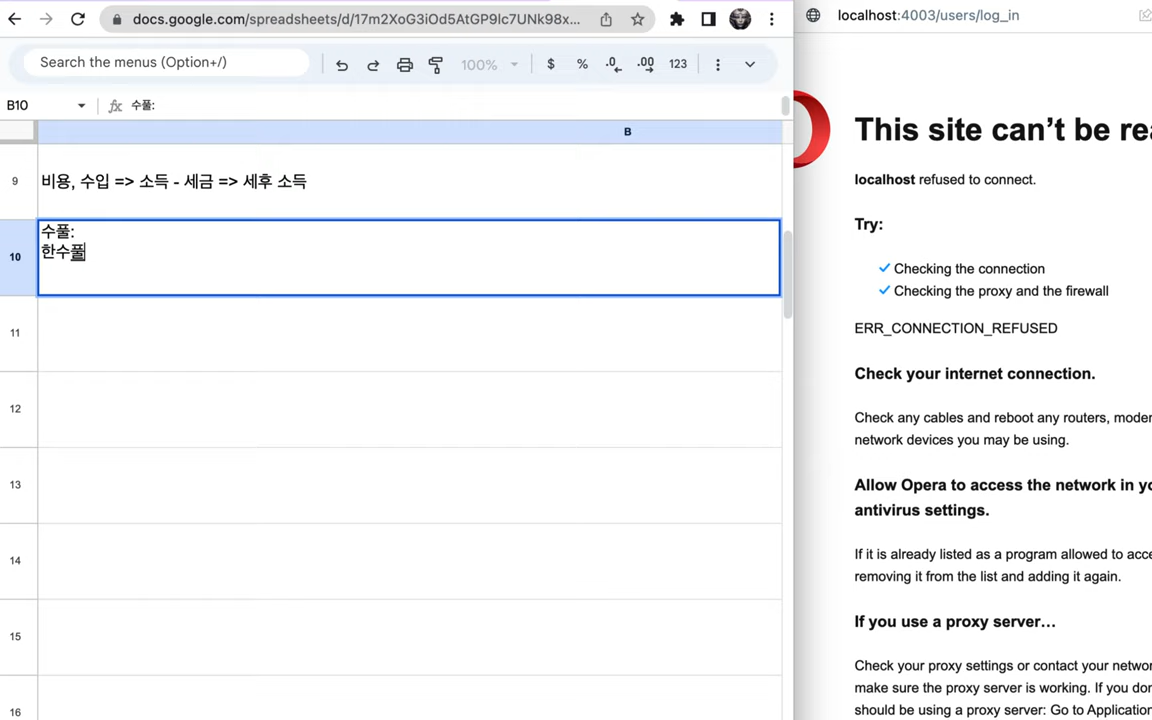 docs.google.com/spreadsheets/d/17m2XoG3iOd5AtGP9lc7UNk98x...
Search the menus (Option+/)
100%
$ % .0 .00 123
B10
fx 수풀:
B
9 비용, 수입 => 소득 - 세금 => 세후 소득
10 수풀:
한수풀
11
12
13
14
15
16
localhost:4003/users/log_in
This site can’t be
localhost refused to connect.
Try:
Checking the connection
Checking the proxy and the firewall
ERR_CONNECTION_REFUSED
Check your internet connection.
Check any cables and reboot any routers,
network devices you may be using.
Allow Opera to access the network in
antivirus settings.
If it is already listed as a program allowed to
removing it from the list and adding it again.
If you use a proxy server…
Check your proxy settings or contact your
make sure the proxy server is working. If you
should be using a proxy server: Go to